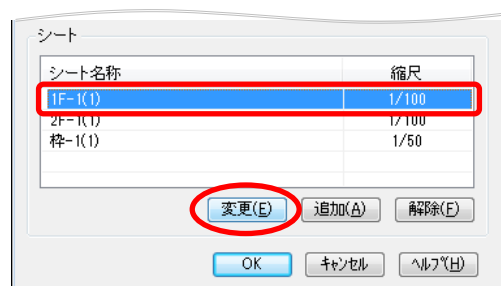 シート
シート名称 縮尺
1F-1(1) 1/100
2F-1(1) 1/100
枠-1(1) 1/50
変更(E) 追加(A) 解除(F)
OK キャンセル ヘルプ(H)